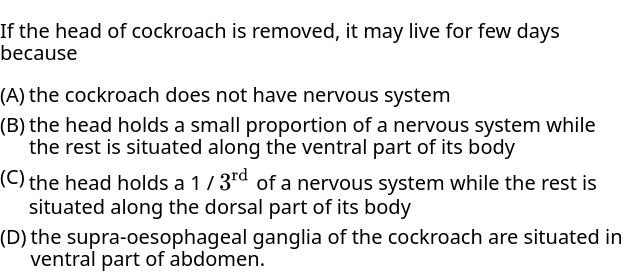 If the head of cockroach is removed, it may live for few days
because
(A) the cockroach does not have nervous system
(B) the head holds a small proportion of a nervous system while
the rest is situated along the ventral part of its body
(C) the head holds a 1 / 3rd of a nervous system while the rest is
situated along the dorsal part of its body
(D) the supra-oesophageal ganglia of the cockroach are situated in
ventral part of abdomen.